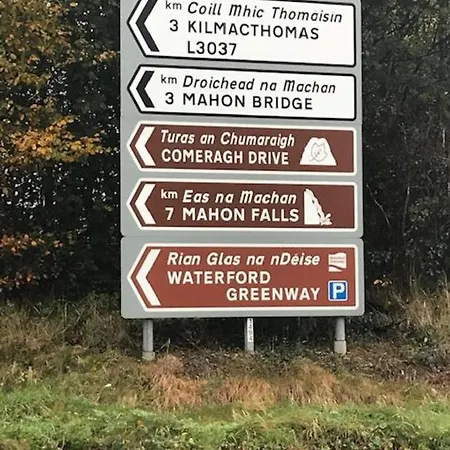 km Coill Mhic Thomaisín
3 KILMACTHOMAS
L3037
km Droichead na Machan
3 MAHON BRIDGE
Turas an Chumaraigh
COMERAGH DRIVE
km Eas na Machan
7 MAHON FALLS
Rian Glas na nDéise
WATERFORD
GREENWAY P